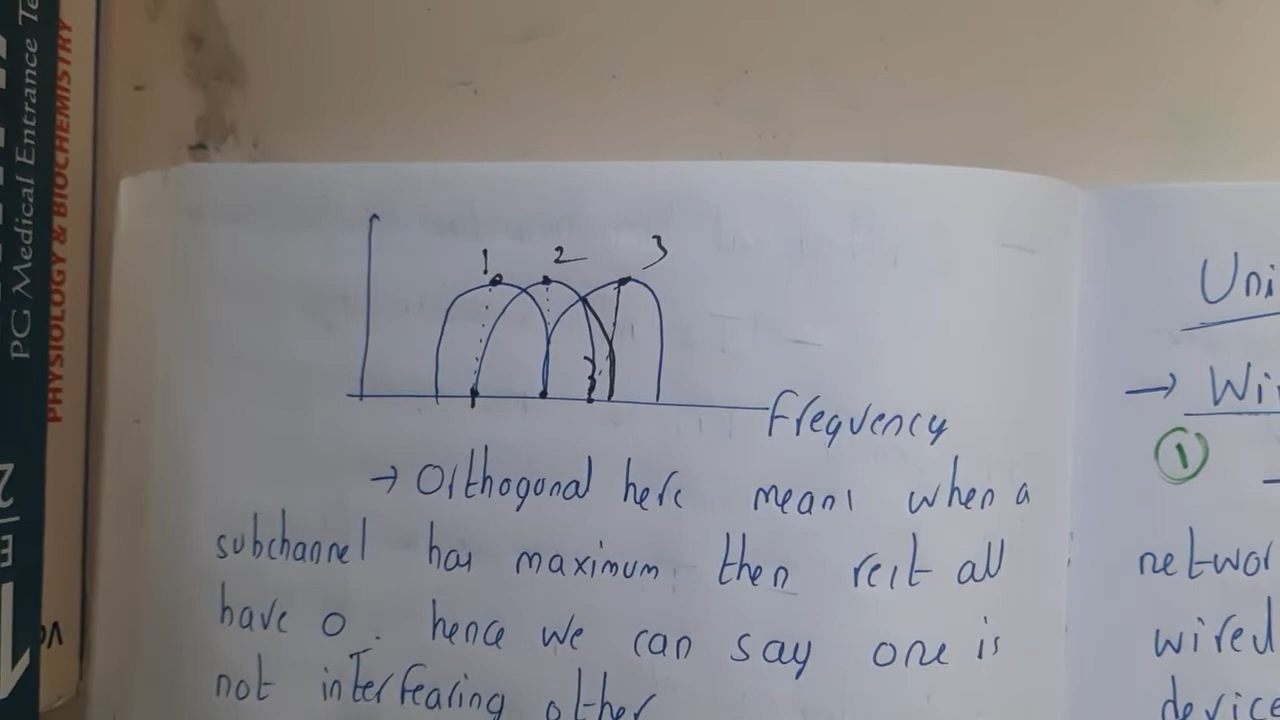 PG Medical Entrance Te
PHYSIOLOGY & BIOCHEMISTRY
1 2 3
Frequency
→ Orthogonal here means when a
subchannel has maximum then rest all
have 0. hence we can say one is
not interfearing other
Uni
→ Wi
1
networ
wired
device